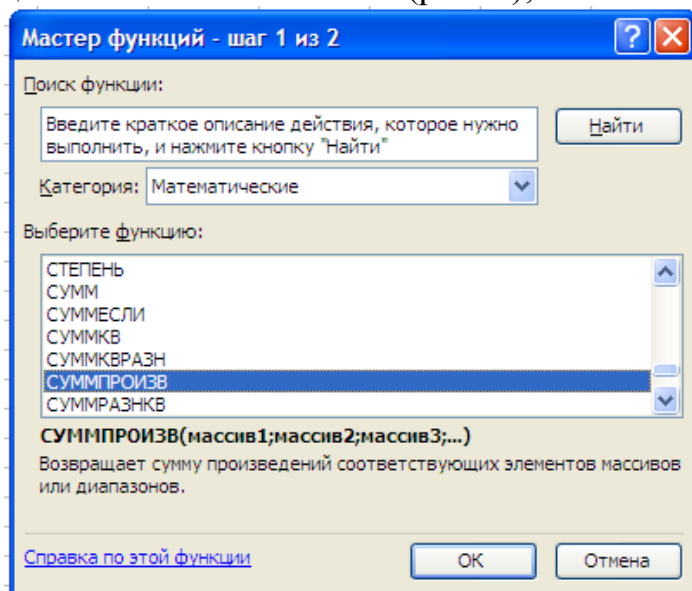 Мастер функций - шаг 1 из 2
Поиск функции:
Введите краткое описание действия, которое нужно
выполнить, и нажмите кнопку "Найти"
Найти
Категория: Математические
Выберите функцию:
СТЕПЕНЬ
СУММ
СУММЕСЛИ
СУММКВ
СУММКВРАЗН
СУММПРОИЗВ
СУММРАЗНКВ
СУММПРОИЗВ(массив1;массив2;массив3;...)
Возвращает сумму произведений соответствующих элементов массивов
или диапазонов.
Справка по этой функции
ОК
Отмена